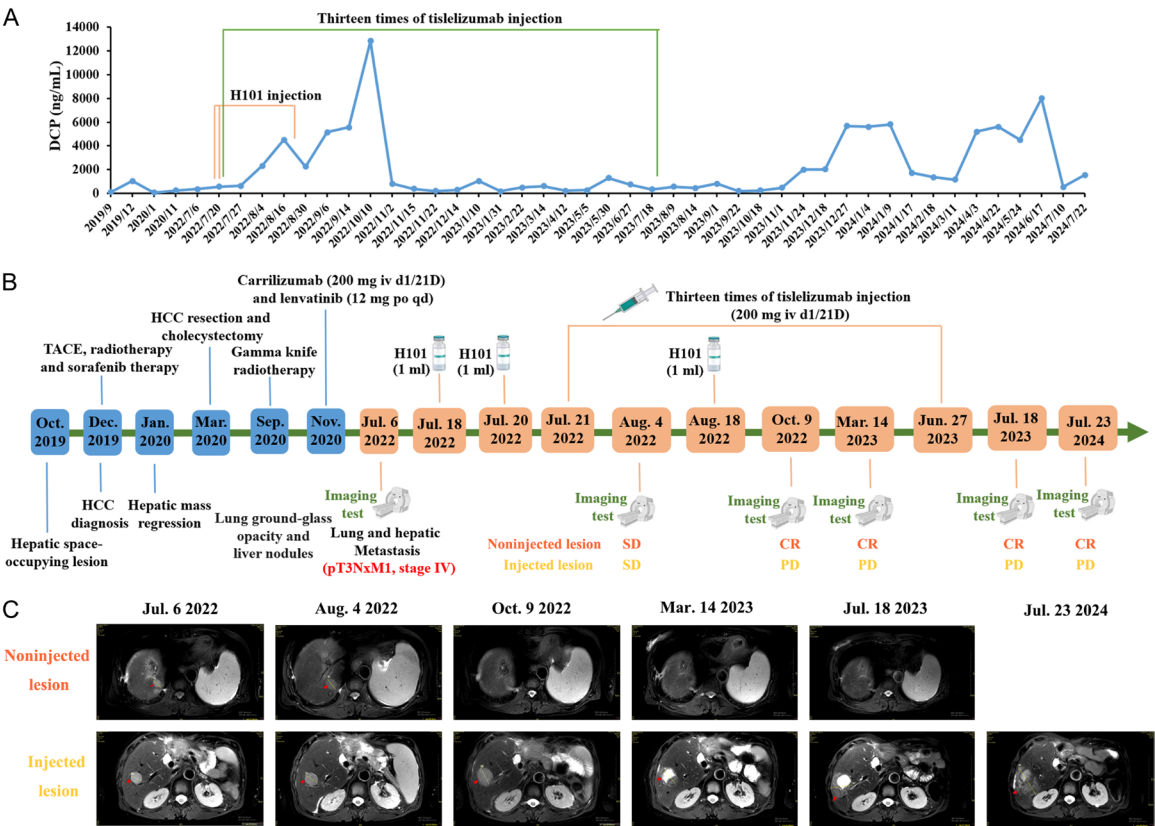 A
Thirteen times of tislelizumab injection
14000
12000
10000
8000
6000
4000
2000
0
DCP (ng/mL)
H101 injection
2019/9
2019/12
2020/1
2020/11
2022/7/6
2022/7/20
2022/7/27
2022/8/4
2022/8/16
2022/8/30
2022/9/6
2022/9/14
2022/10/10
2022/11/2
2022/11/15
2022/11/22
2022/12/14
2023/1/10
2023/1/31
2023/2/22
2023/3/14
2023/4/12
2023/5/5
2023/5/30
2023/6/27
2023/7/18
2023/8/9
2023/8/14
2023/9/1
2023/9/22
2023/10/18
2023/11/1
2023/11/24
2023/12/18
2023/12/27
2024/1/4
2024/1/9
2024/1/17
2024/2/18
2024/3/11
2024/4/3
2024/4/22
2024/5/24
2024/6/17
2024/7/10
2024/7/22
B
Carrilizumab (200 mg iv d1/21D)
and lenvatinib (12 mg po qd)
Thirteen times of tislelizumab injection
(200 mg iv d1/21D)
HCC resection and
cholecystectomy
TACE, radiotherapy
and sorafenib therapy
Gamma knife
radiotherapy
H101
(1 ml)
H101
(1 ml)
H101
(1 ml)
Oct.
2019
Dec.
2019
Jan.
2020
Mar.
2020
Sep.
2020
Nov.
2020
Jul. 6
2022
Jul. 18
2022
Jul. 20
2022
Jul. 21
2022
Aug. 4
2022
Aug. 18
2022
Oct. 9
2022
Mar. 14
2023
Jun. 27
2023
Jul. 18
2023
Jul. 23
2024
Hepatic space-
occupying lesion
HCC
diagnosis
Hepatic mass
regression
Lung ground-glass
opacity and
liver nodules
Imaging
test
Lung and hepatic
Metastasis
(pT3NxM1, stage IV)
Imaging
test
Imaging
test
Imaging
test
Imaging
test
Imaging
test
Noninjected lesion SD CR CR CR CR
Injected lesion SD PD PD PD PD
C
Jul. 6 2022 Aug. 4 2022 Oct. 9 2022 Mar. 14 2023 Jul. 18 2023 Jul. 23 2024
Noninjected
lesion
Injected
lesion